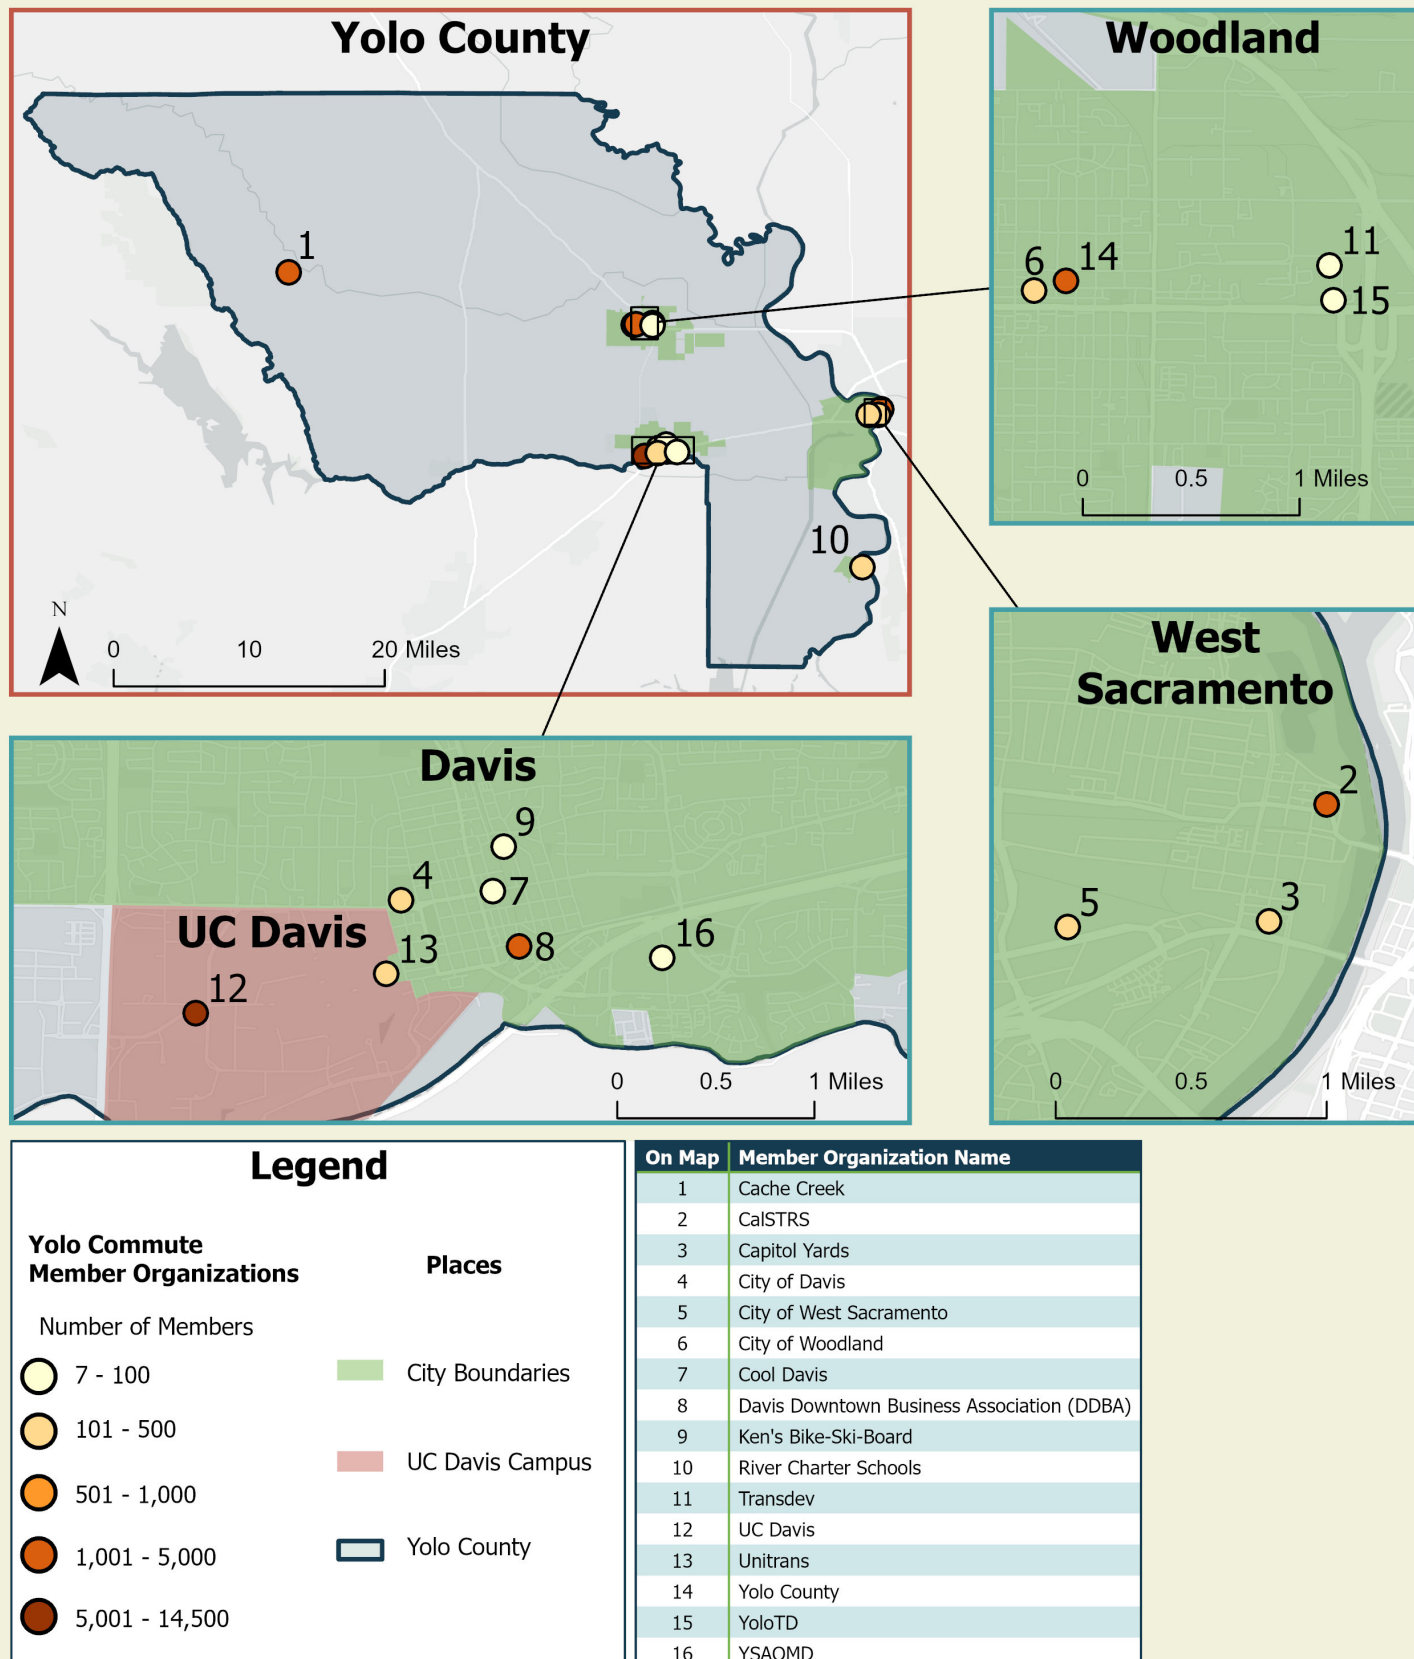 Yolo County
1
10
N
0 10 20 Miles
Woodland
6 14 11
15
0 0.5 1 Miles
West
Sacramento
2
5 3
0 0.5 1 Miles
Davis
9
4 7
UC Davis
13 8 16
12
0 0.5 1 Miles
Legend
Yolo Commute
Member Organizations
Number of Members
7 - 100
101 - 500
501 - 1,000
1,001 - 5,000
5,001 - 14,500
Places
City Boundaries
UC Davis Campus
Yolo County
On Map Member Organization Name
1 Cache Creek
2 CalSTRS
3 Capitol Yards
4 City of Davis
5 City of West Sacramento
6 City of Woodland
7 Cool Davis
8 Davis Downtown Business Association (DDBA)
9 Ken's Bike-Ski-Board
10 River Charter Schools
11 Transdev
12 UC Davis
13 Unitrans
14 Yolo County
15 YoloTD
16 YSAQMD